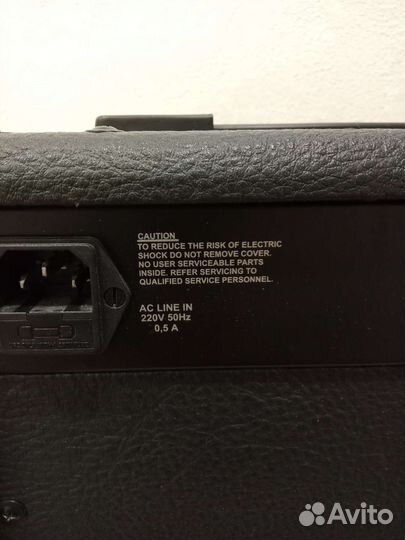 CAUTION
TO REDUCE THE RISK OF ELECTRIC
SHOCK DO NOT REMOVE COVER.
NO USER SERVICEABLE PARTS
INSIDE. REFER SERVICING TO
QUALIFIED SERVICE PERSONNEL.
AC LINE IN
220V 50Hz
0,5 A
Avito